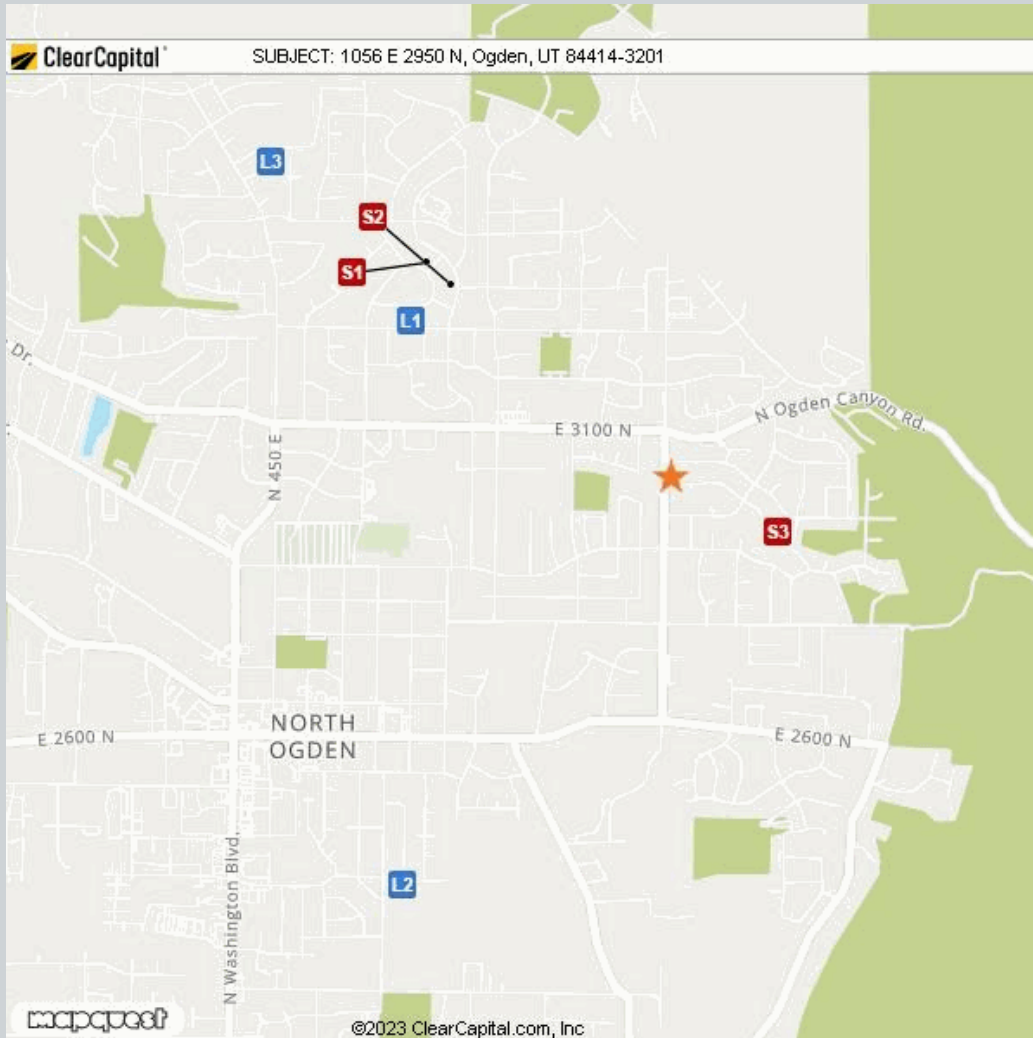 ClearCapital
SUBJECT: 1056 E 2950 N, Ogden, UT 84414-3201
L3
S2
S1
L1
Dr.
N Ogden Canyon Rd.
E 3100 N
N 450 E
S3
NORTH
OGDEN
E 2600 N
E 2600 N
N Washington Blvd.
L2
mapquest
©2023 ClearCapital.com, Inc